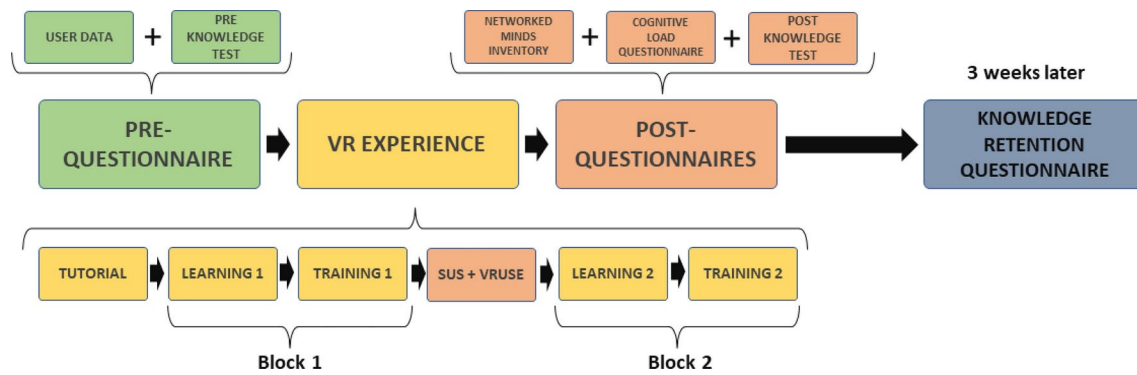 USER DATA
+
PRE
KNOWLEDGE
TEST
NETWORKED
MINDS
INVENTORY
+
COGNITIVE
LOAD
QUESTIONNAIRE
+
POST
KNOWLEDGE
TEST
3 weeks later
PRE-
QUESTIONNAIRE
VR EXPERIENCE
POST-
QUESTIONNAIRES
KNOWLEDGE
RETENTION
QUESTIONNAIRE
TUTORIAL
LEARNING 1
TRAINING 1
SUS + VRUSE
LEARNING 2
TRAINING 2
Block 1
Block 2